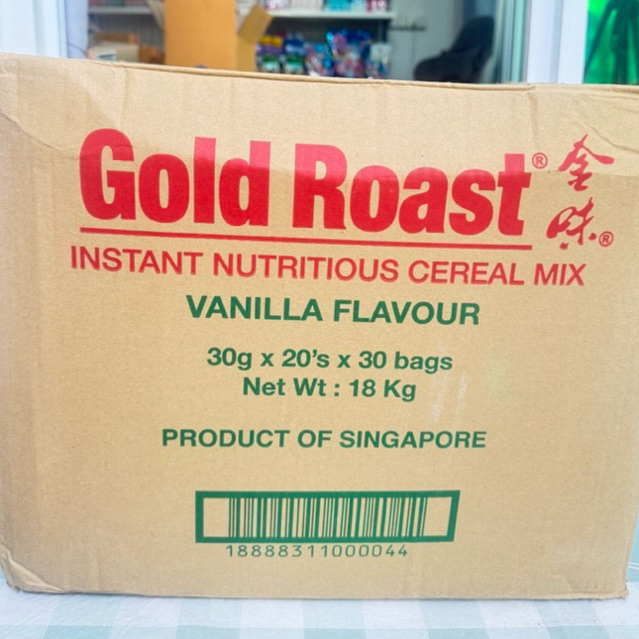 Gold Roast® 金味®
INSTANT NUTRITIOUS CEREAL MIX
VANILLA FLAVOUR
30g x 20's x 30 bags
Net Wt : 18 Kg
PRODUCT OF SINGAPORE
18888311000044